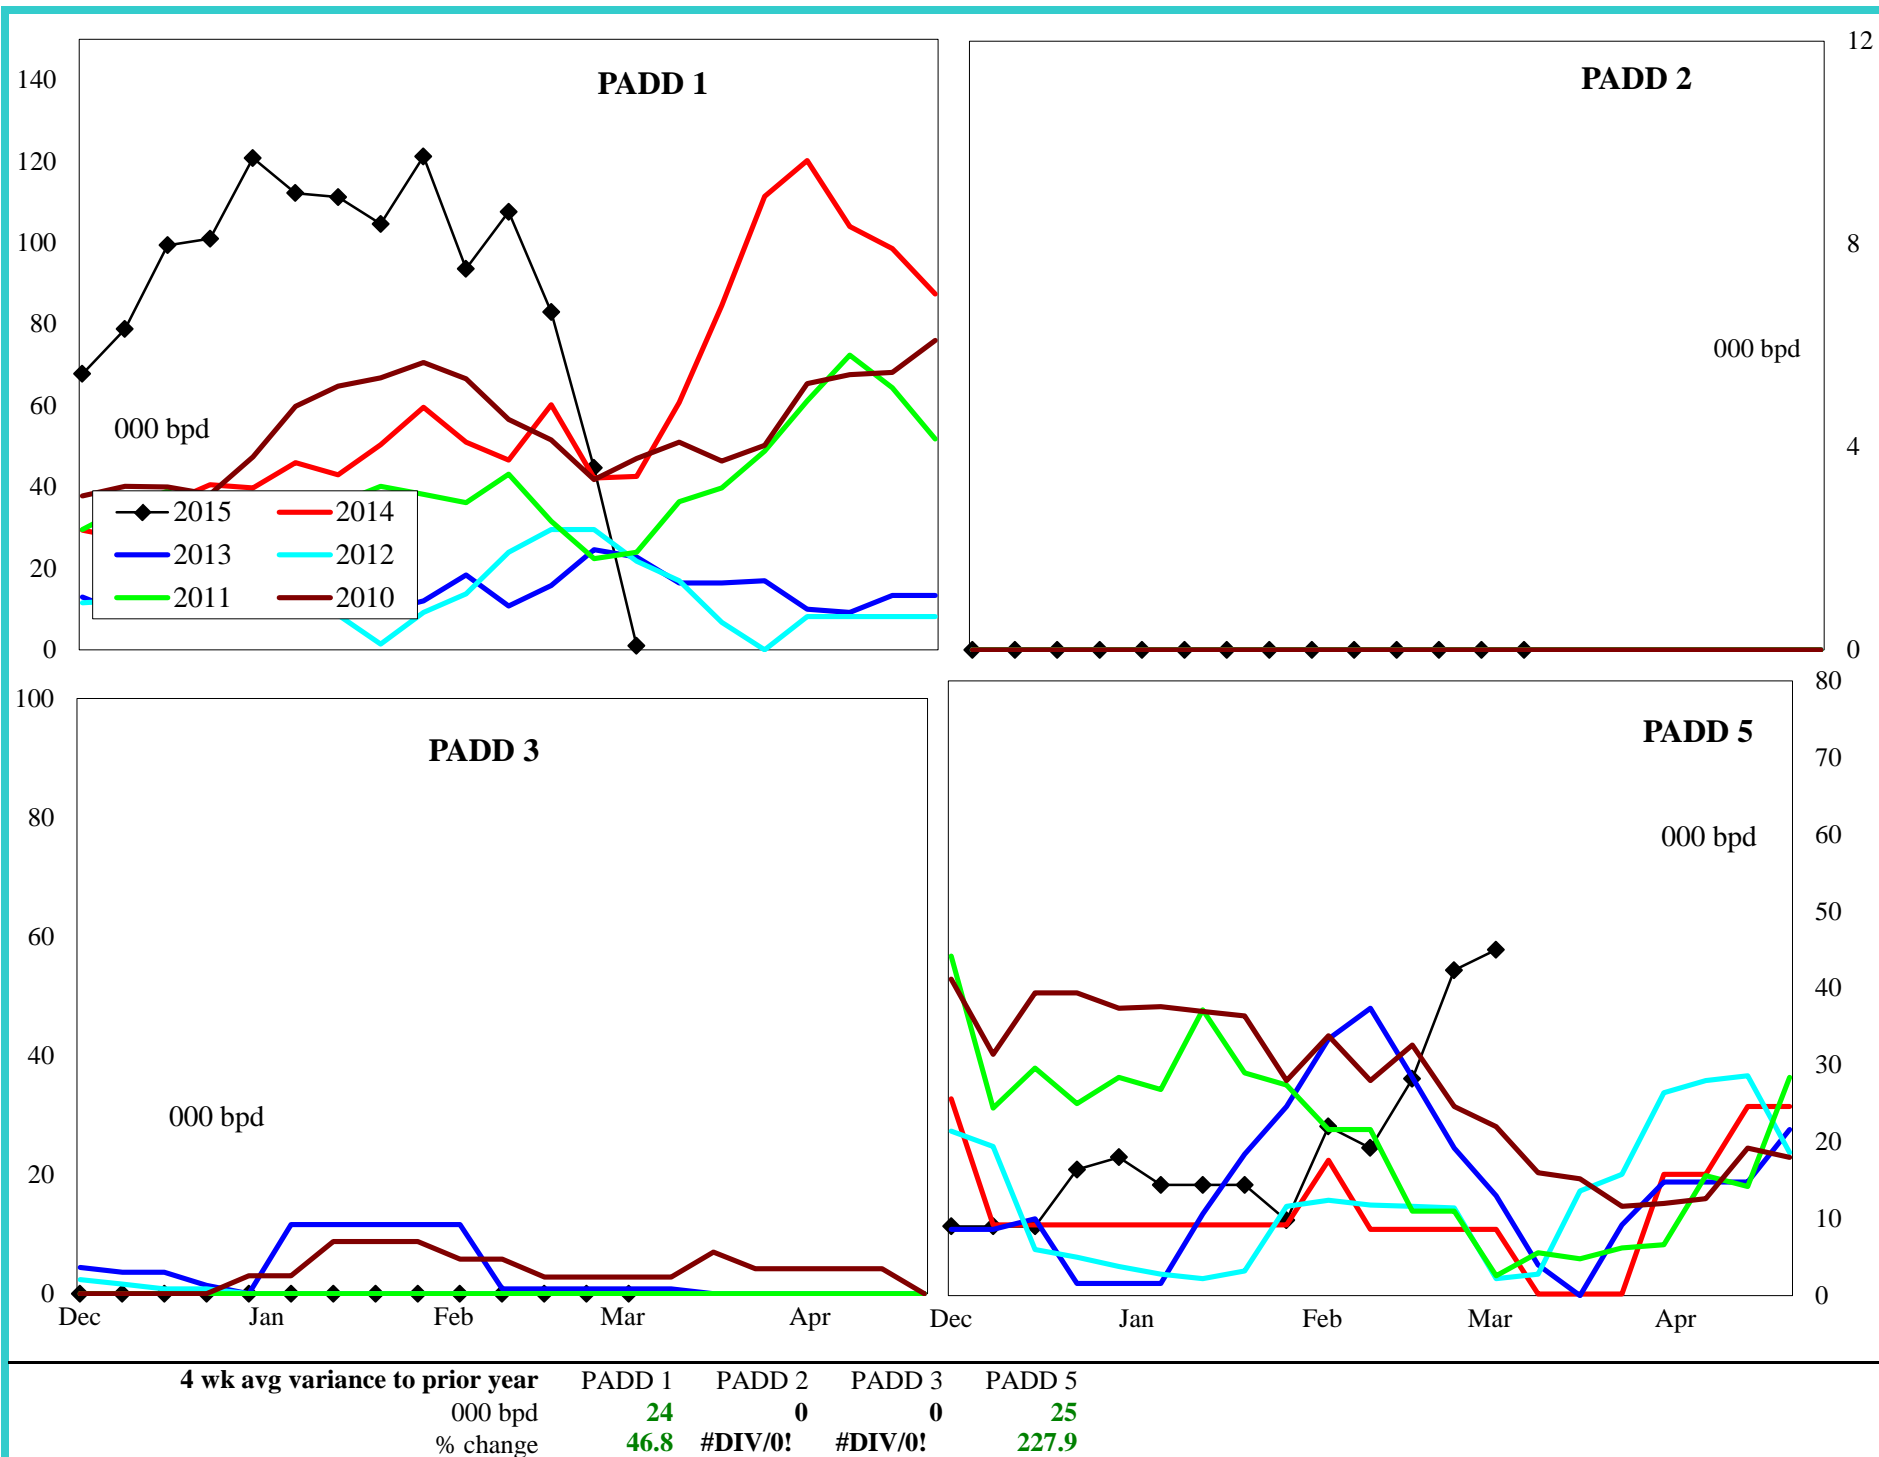 PADD 1
140
120
100
80
60
40
20
0
000 bpd
2015 2014
2013 2012
2011 2010
PADD 2
12
8
4
0
000 bpd
PADD 3
100
80
60
40
20
0
000 bpd
Dec Jan Feb Mar Apr
PADD 5
80
70
60
50
40
30
20
10
0
000 bpd
Dec Jan Feb Mar Apr
4 wk avg variance to prior year PADD 1 PADD 2 PADD 3 PADD 5
000 bpd 24 0 0 25
% change 46.8 #DIV/0! #DIV/0! 227.9